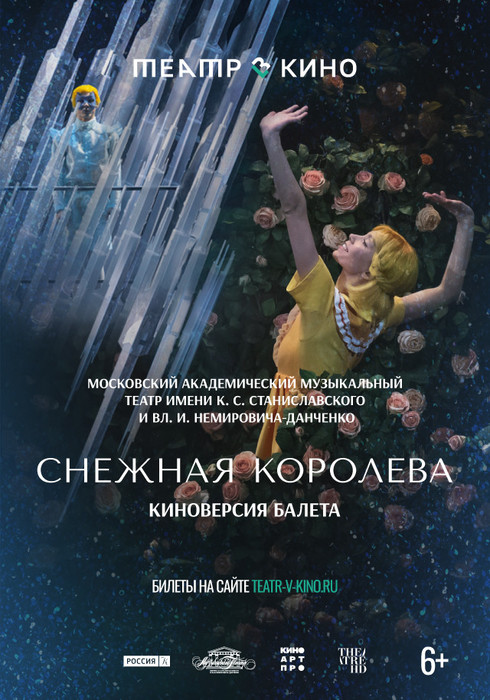 ТЕАТР В КИНО
МОСКОВСКИЙ АКАДЕМИЧЕСКИЙ МУЗЫКАЛЬНЫЙ
ТЕАТР ИМЕНИ К. С. СТАНИСЛАВСКОГО
И ВЛ. И. НЕМИРОВИЧА-ДАНЧЕНКО
СНЕЖНАЯ КОРОЛЕВА
КИНОВЕРСИЯ БАЛЕТА
БИЛЕТЫ НА САЙТЕ TEATR-V-KINO.RU
РОССИЯ К
КИНО
АРТ
ПРО
THE
ATRE
HD
6+